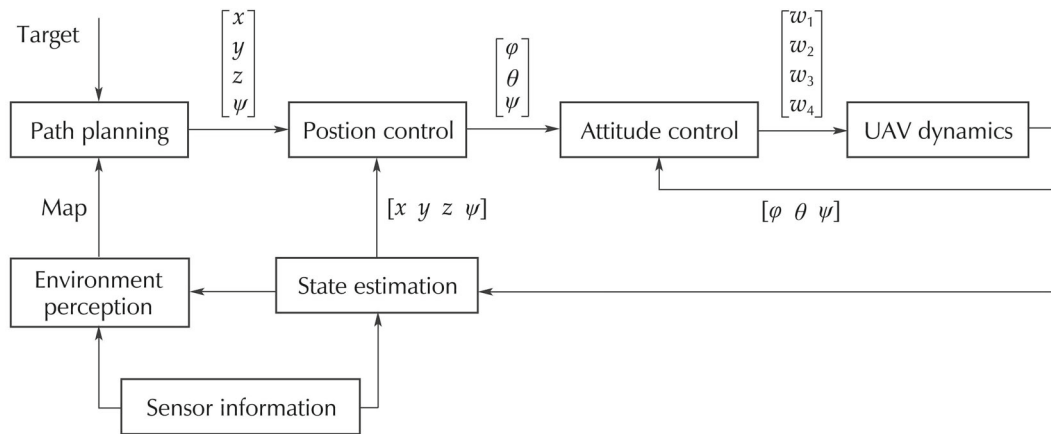 Target
[x
y
z
ψ]
[φ
θ
ψ]
[w₁
w₂
w₃
w₄]
Path planning
Postion control
Attitude control
UAV dynamics
Map
[x y z ψ]
[φ θ ψ]
Environment
perception
State estimation
Sensor information